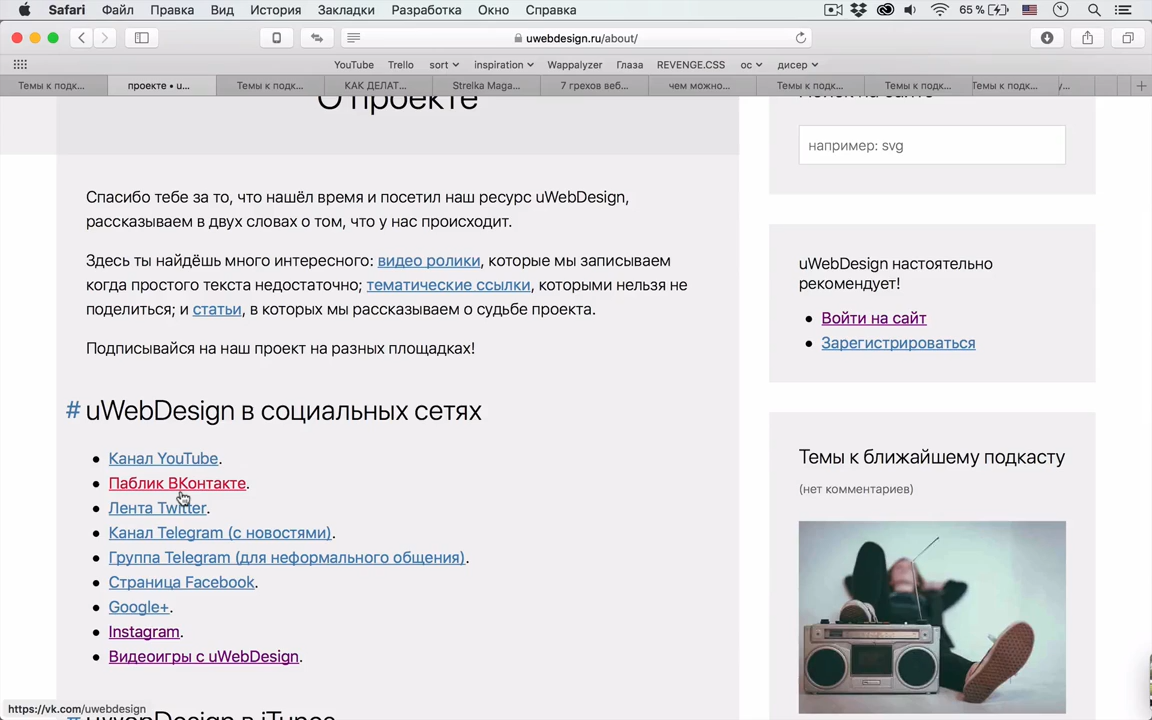 Safari Файл Правка Вид История Закладки Разработка Окно Справка 65 %
uwebdesign.ru/about/
YouTube Trello sort inspiration Wappalyzer Глаза REVENGE.CSS ос дисер
Темы к подк... проекте • u... Темы к подк... КАК ДЕЛАТ... Strelka Maga... 7 грехов веб... чем можно... Темы к подк... Темы к подк... Темы к подк...
О проекте
Спасибо тебе за то, что нашёл время и посетил наш ресурс uWebDesign,
рассказываем в двух словах о том, что у нас происходит.
Здесь ты найдёшь много интересного: видео ролики, которые мы записываем
когда простого текста недостаточно; тематические ссылки, которыми нельзя не
поделиться; и статьи, в которых мы рассказываем о судьбе проекта.
Подписывайся на наш проект на разных площадках!
# uWebDesign в социальных сетях
Канал YouTube.
Паблик ВКонтакте.
Лента Twitter.
Канал Telegram (с новостями).
Группа Telegram (для неформального общения).
Страница Facebook.
Google+.
Instagram.
Видеоигры с uWebDesign.
# uWebDesign в iTunes
Поиск на сайте
например: svg
uWebDesign настоятельно
рекомендует!
Войти на сайт
Зарегистрироваться
Темы к ближайшему подкасту
(нет комментариев)
https://vk.com/uwebdesign